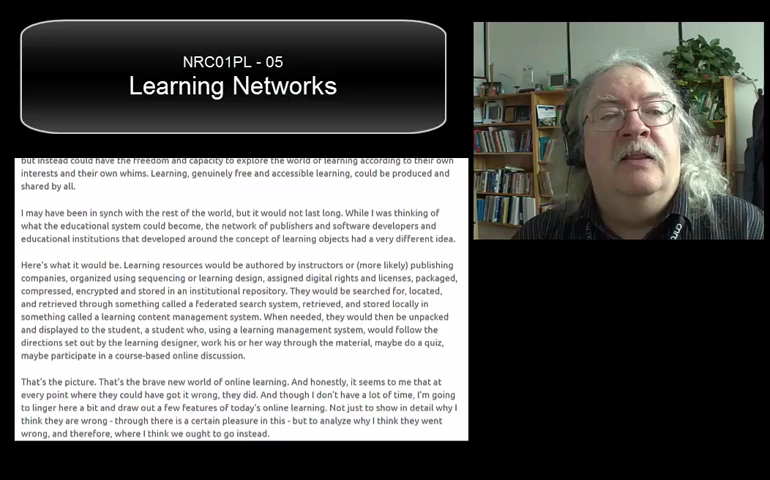 NRC01PL - 05
Learning Networks
but instead could have the freedom and capacity to explore the world of learning according to their own
interests and their own whims. Learning, genuinely free and accessible learning, could be produced and
shared by all.
I may have been in synch with the rest of the world, but it would not last long. While I was thinking of
what the educational system could become, the network of publishers and software developers and
educational institutions that developed around the concept of learning objects had a very different idea.
Here's what it would be. Learning resources would be authored by instructors or (more likely) publishing
companies, organized using sequencing or learning design, assigned digital rights and licenses, packaged,
compressed, encrypted and stored in an institutional repository. They would be searched for, located,
and retrieved through something called a federated search system, retrieved, and stored locally in
something called a learning content management system. When needed, they would then be unpacked
and displayed to the student, a student who, using a learning management system, would follow the
directions set out by the learning designer, work his or her way through the material, maybe do a quiz,
maybe participate in a course-based online discussion.
That's the picture. That's the brave new world of online learning. And honestly, it seems to me that at
every point where they could have got it wrong, they did. And though I don't have a lot of time, I'm going
to linger here a bit and draw out a few features of today's online learning. Not just to show in detail why I
think they are wrong - through there is a certain pleasure in this - but to analyze why I think they went
wrong, and therefore, where I think we ought to go instead.